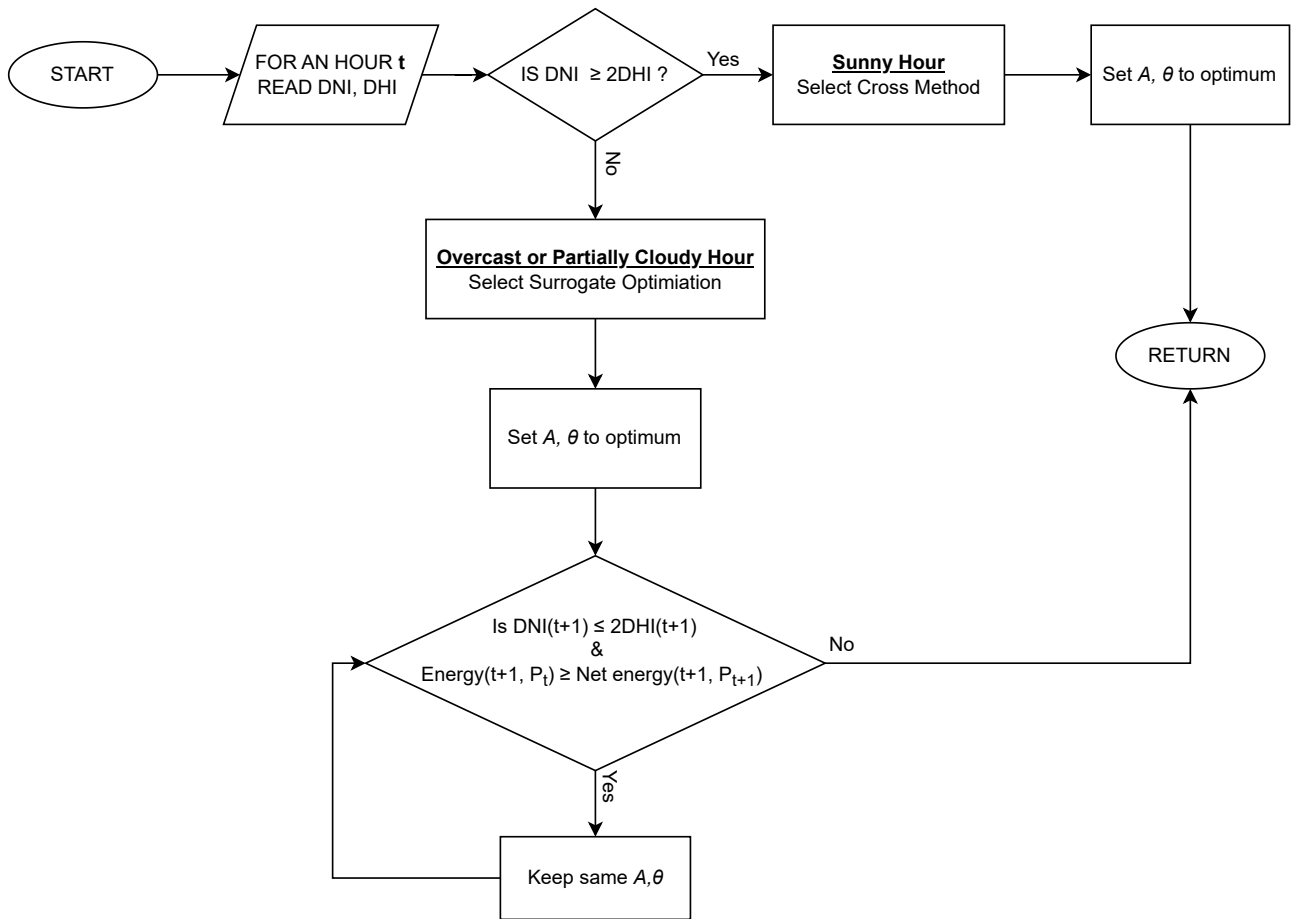 START
FOR AN HOUR t
READ DNI, DHI
IS DNI ≥ 2DHI ?
Yes
Sunny Hour
Select Cross Method
Set A, θ to optimum
No
Overcast or Partially Cloudy Hour
Select Surrogate Optimiation
RETURN
Set A, θ to optimum
Is DNI(t+1) ≤ 2DHI(t+1)
&
Energy(t+1, Pt) ≥ Net energy(t+1, Pt+1)
No
Yes
Keep same A,θ